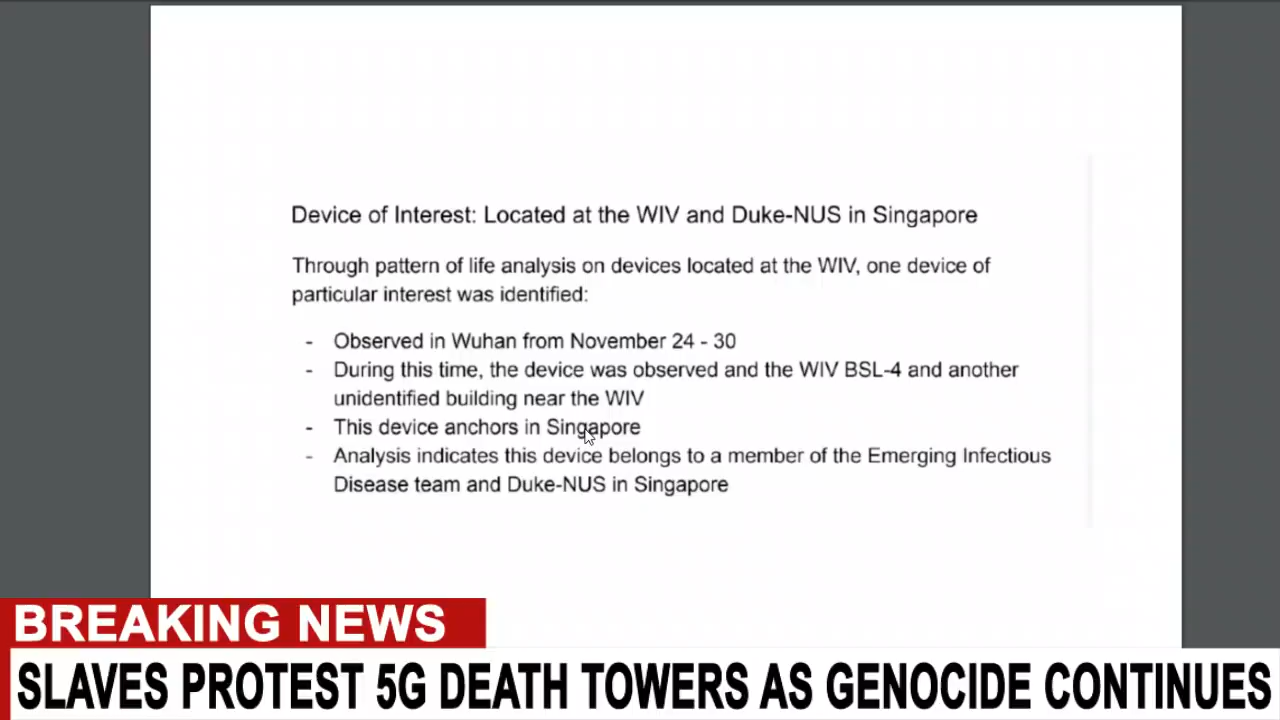 Device of Interest: Located at the WIV and Duke-NUS in Singapore
Through pattern of life analysis on devices located at the WIV, one device of
particular interest was identified:
- Observed in Wuhan from November 24 - 30
- During this time, the device was observed and the WIV BSL-4 and another
unidentified building near the WIV
- This device anchors in Singapore
- Analysis indicates this device belongs to a member of the Emerging Infectious
Disease team and Duke-NUS in Singapore
BREAKING NEWS
SLAVES PROTEST 5G DEATH TOWERS AS GENOCIDE CONTINUES